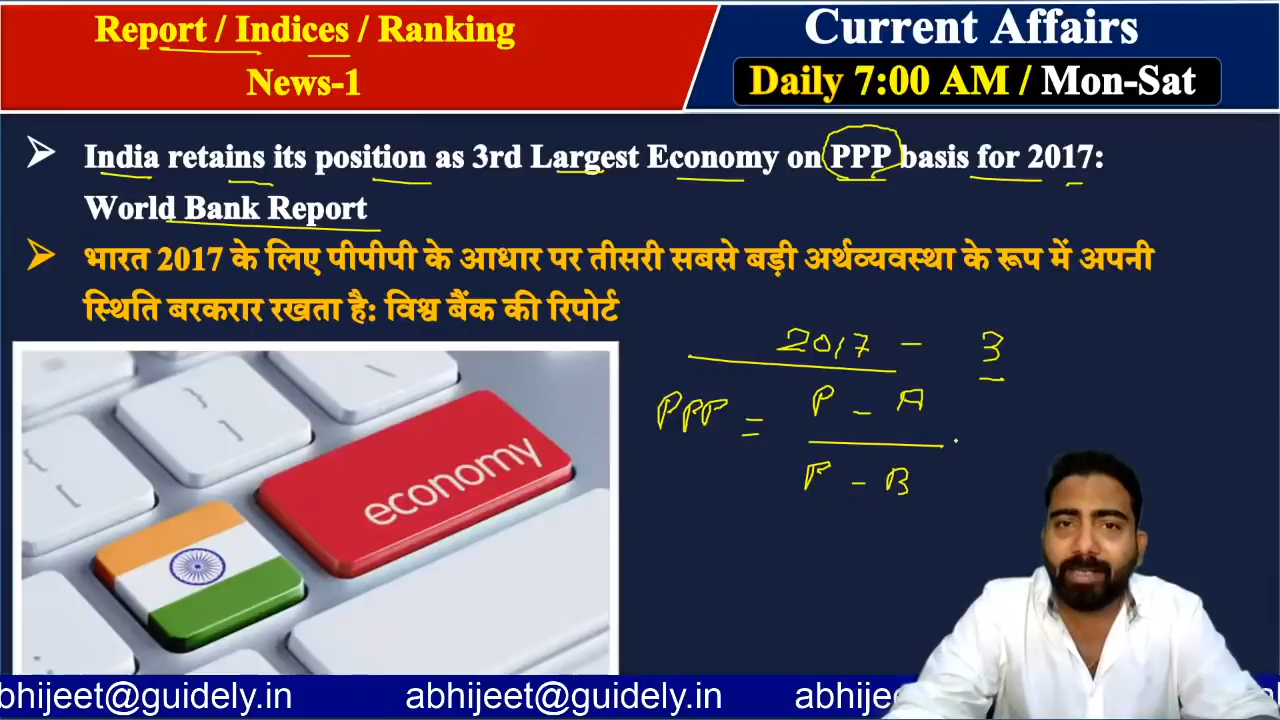 Report / Indices / Ranking
News-1
Current Affairs
Daily 7:00 AM / Mon-Sat
India retains its position as 3rd Largest Economy on PPP basis for 2017:
World Bank Report
भारत 2017 के लिए पीपीपी के आधार पर तीसरी सबसे बड़ी अर्थव्यवस्था के रूप में अपनी
स्थिति बरकरार रखता है: विश्व बैंक की रिपोर्ट
2017 - 3
PPP = P - A
P - B
economy
bhijeet@guidely.in abhijeet@guidely.in abhije